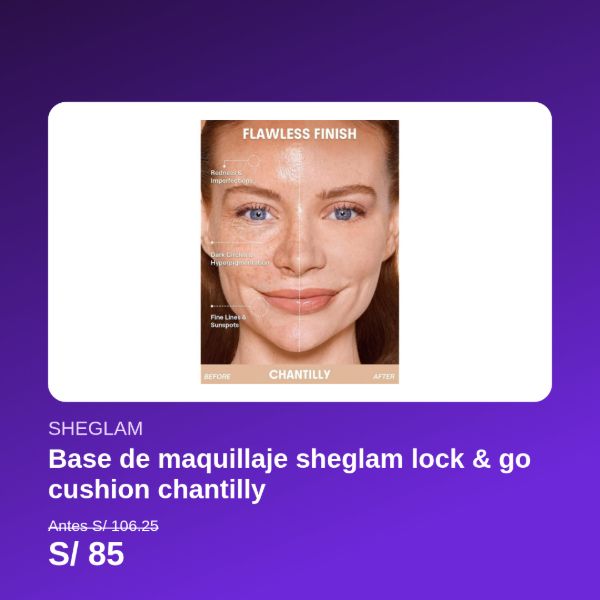 FLAWLESS FINISH
Redness &
Imperfections
Dark Circles &
Hyperpigmentation
Fine Lines &
Sunspots
BEFORE
CHANTILLY
AFTER
SHEGLAM
Base de maquillaje sheglam lock & go
cushion chantilly
Antes S/ 106.25
S/ 85